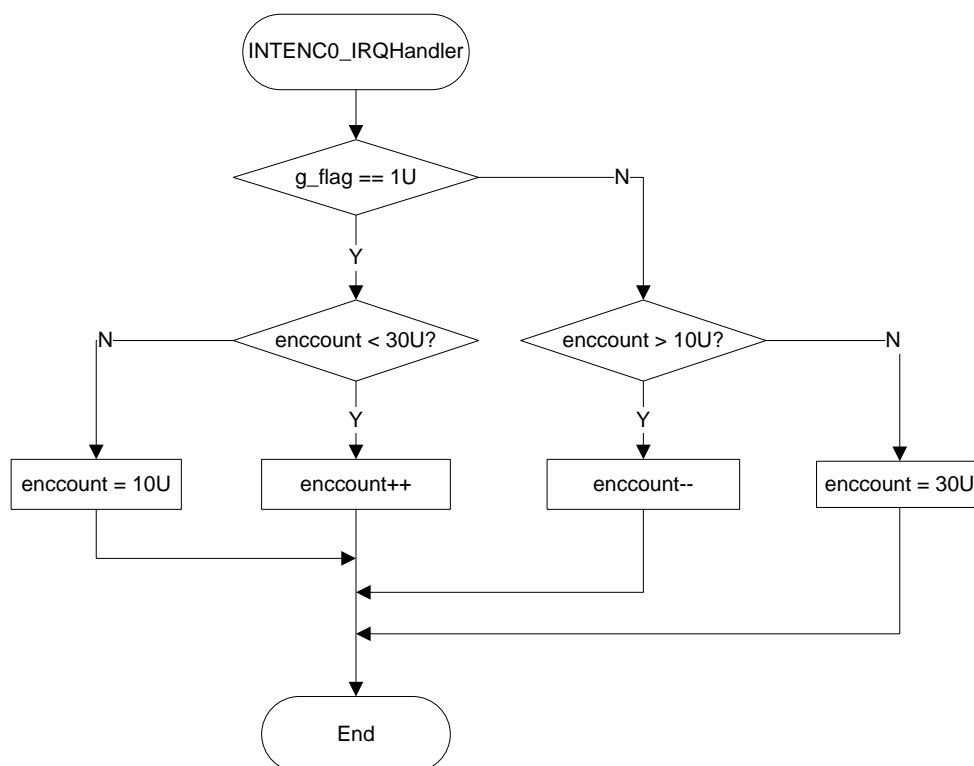 INTENC0_IRQHandler
g_flag == 1U
N
Y
enccount < 30U?
enccount > 10U?
N
N
Y
Y
enccount = 10U
enccount++
enccount--
enccount = 30U
End